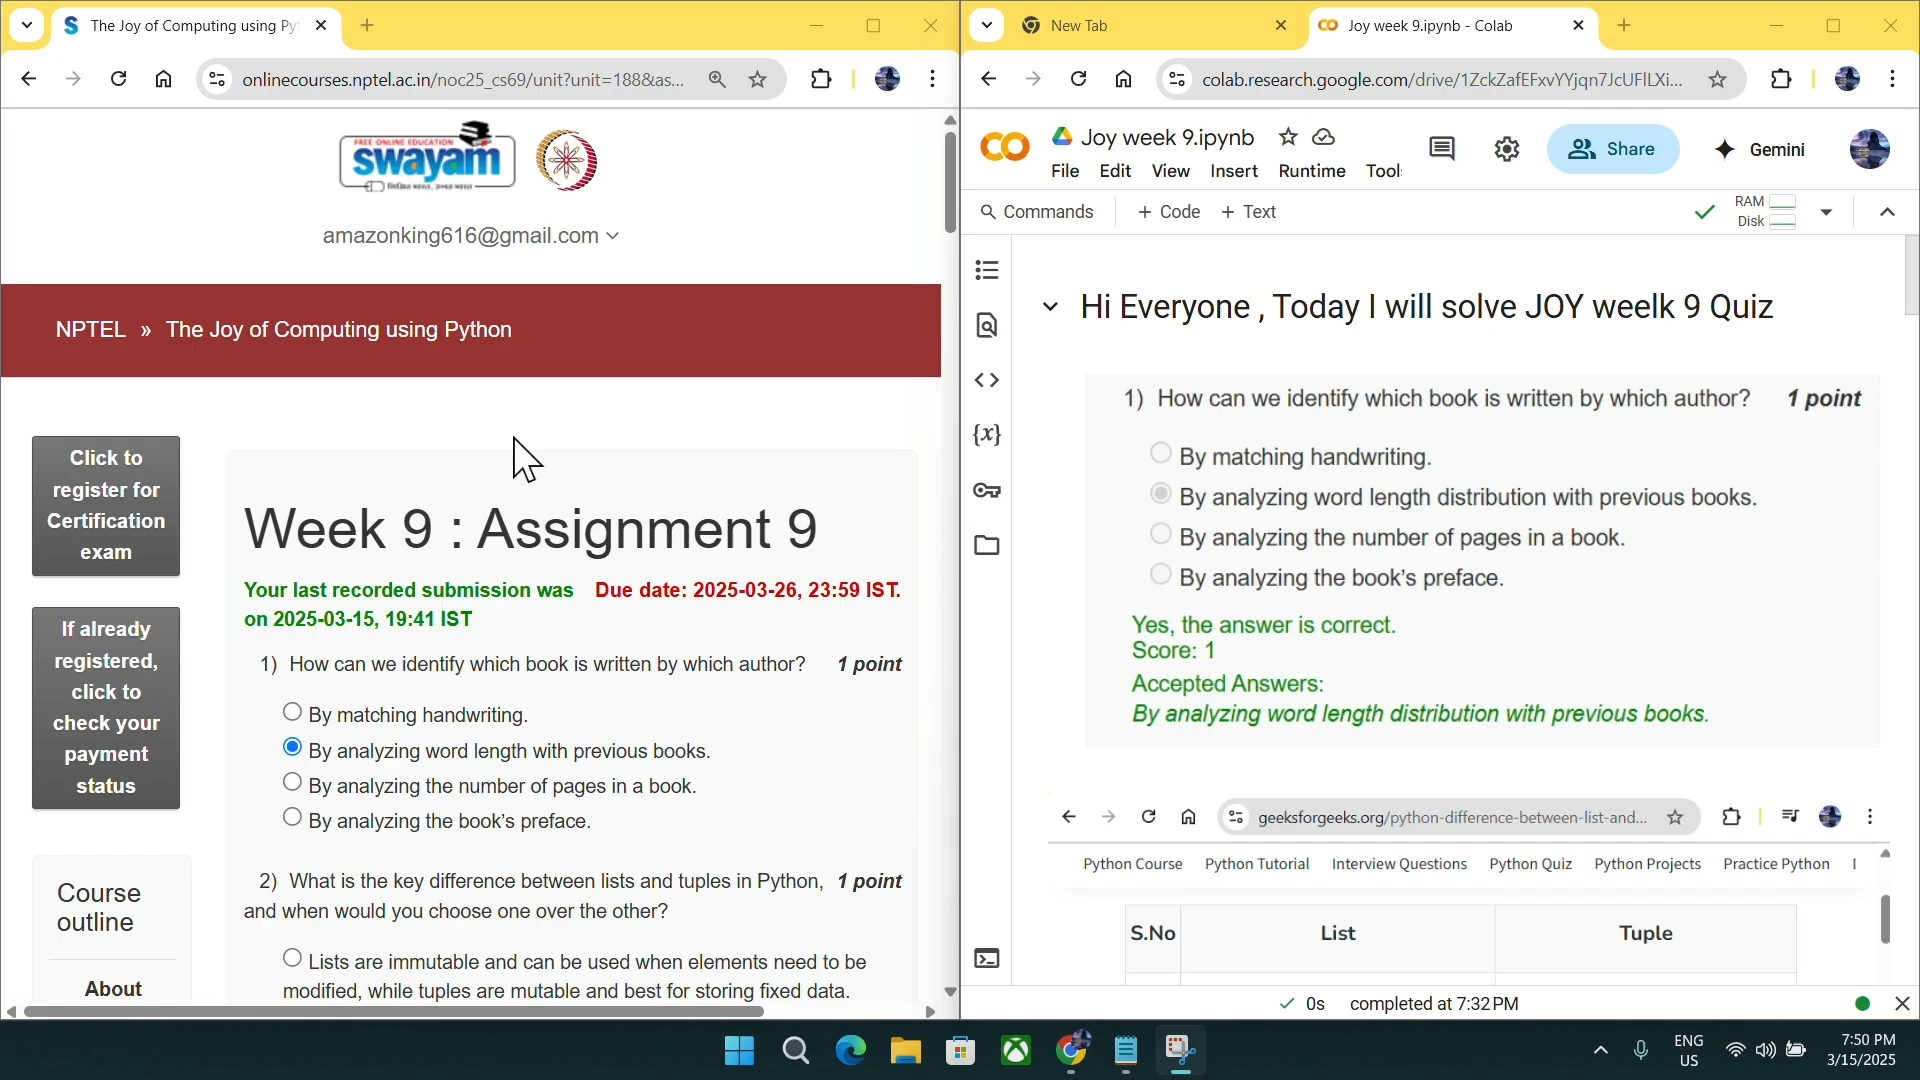 The Joy of Computing using Py
onlinecourses.nptel.ac.in/noc25_cs69/unit?unit=188&as...
FREE ONLINE EDUCATION
swayam
amazonking616@gmail.com
NPTEL » The Joy of Computing using Python
Click to
register for
Certification
exam
If already
registered,
click to
check your
payment
status
Course
outline
About
Week 9 : Assignment 9
Your last recorded submission was
on 2025-03-15, 19:41 IST
Due date: 2025-03-26, 23:59 IST.
1) How can we identify which book is written by which author? 1 point
By matching handwriting.
By analyzing word length with previous books.
By analyzing the number of pages in a book.
By analyzing the book's preface.
2) What is the key difference between lists and tuples in Python, 1 point
and when would you choose one over the other?
Lists are immutable and can be used when elements need to be
modified, while tuples are mutable and best for storing fixed data.
New Tab
Joy week 9.ipynb - Colab
colab.research.google.com/drive/1ZckZafEFxvYYjqn7JcUFlLXi...
Joy week 9.ipynb
File Edit View Insert Runtime Tool
Share
Gemini
Commands + Code + Text
RAM
Disk
Hi Everyone , Today I will solve JOY weelk 9 Quiz
1) How can we identify which book is written by which author? 1 point
By matching handwriting.
By analyzing word length distribution with previous books.
By analyzing the number of pages in a book.
By analyzing the book's preface.
Yes, the answer is correct.
Score: 1
Accepted Answers:
By analyzing word length distribution with previous books.
geeksforgeeks.org/python-difference-between-list-and...
Python Course Python Tutorial Interview Questions Python Quiz Python Projects Practice Python I
S.No List Tuple
0s completed at 7:32 PM
ENG
US
7:50 PM
3/15/2025